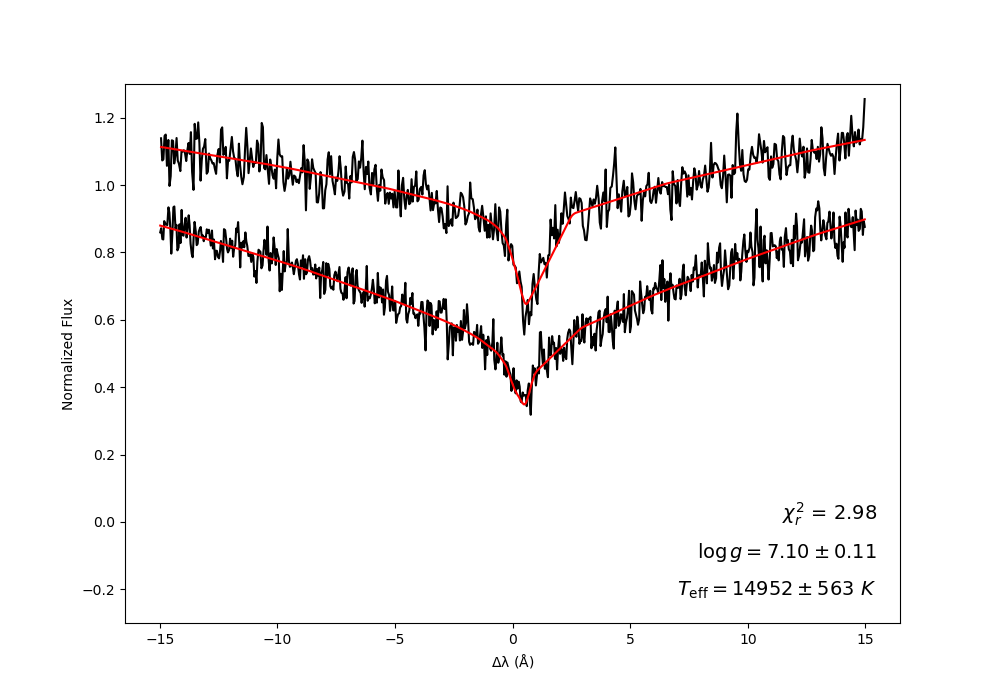 1.2
1.0
0.8
0.6
0.4
0.2
0.0
−0.2
Normalized Flux
χ²ᵣ = 2.98
log g = 7.10 ± 0.11
T_eff = 14952 ± 563 K
−15 −10 −5 0 5 10 15
Δλ (Å)